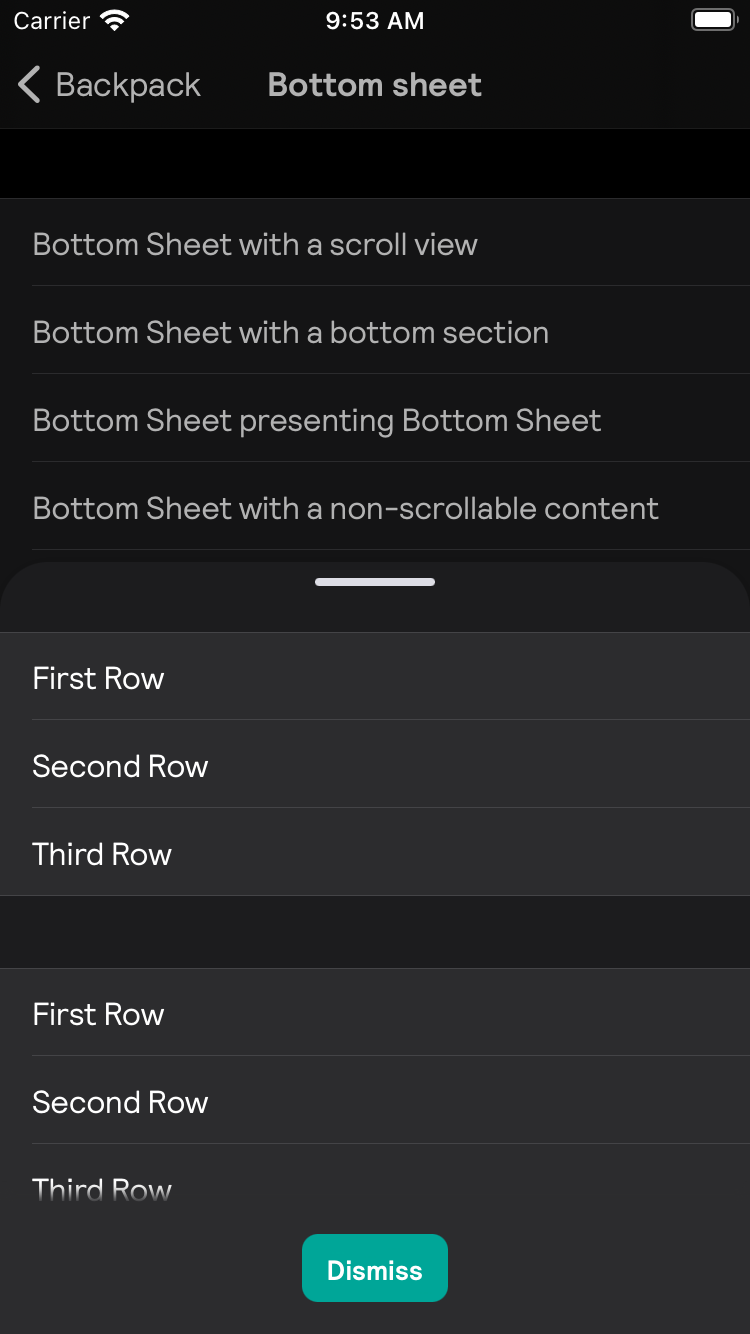 Carrier 9:53 AM
Backpack Bottom sheet
Bottom Sheet with a scroll view
Bottom Sheet with a bottom section
Bottom Sheet presenting Bottom Sheet
Bottom Sheet with a non-scrollable content
First Row
Second Row
Third Row
First Row
Second Row
Third Row
Dismiss